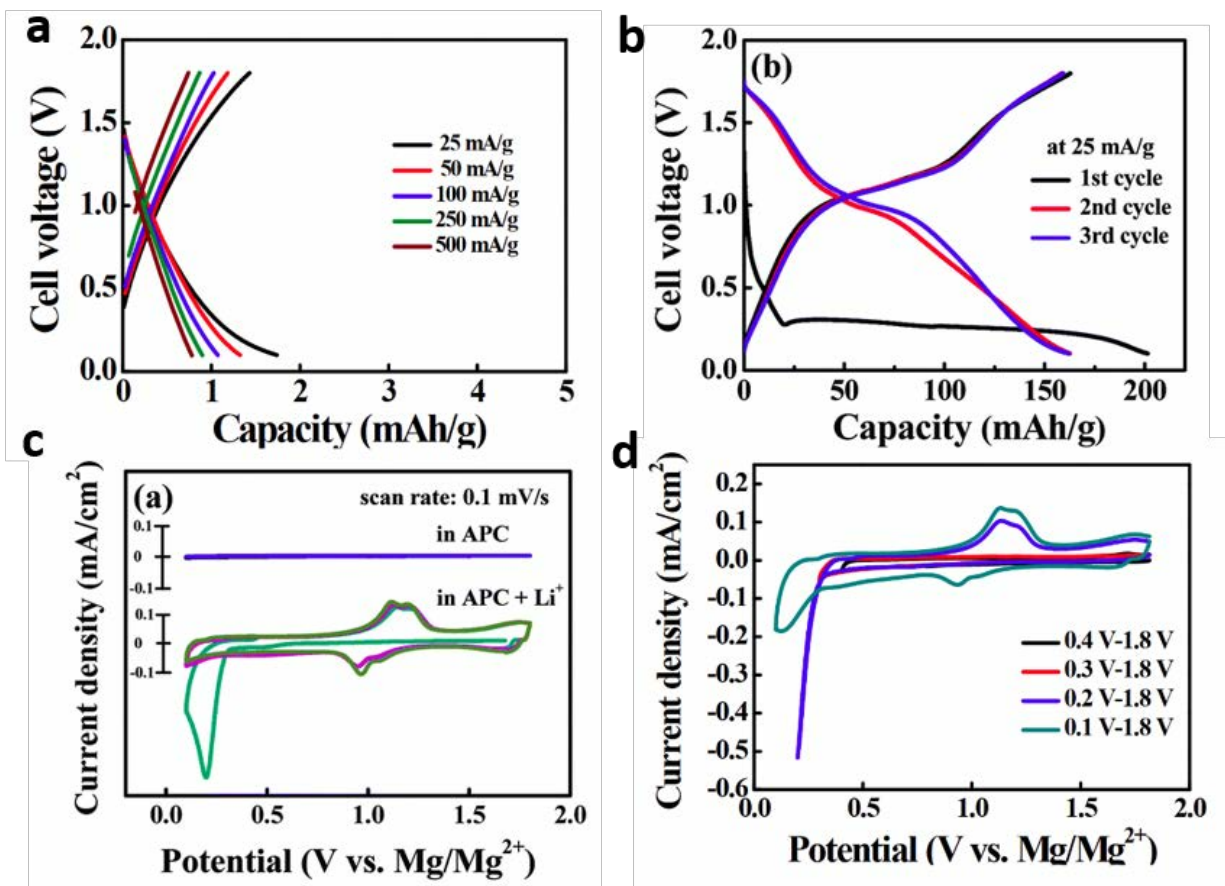 a
2.0
1.5
1.0
0.5
0.0
Cell voltage (V)
25 mA/g
50 mA/g
100 mA/g
250 mA/g
500 mA/g
0 1 2 3 4 5
Capacity (mAh/g)
b
(b)
2.0
1.5
1.0
0.5
0.0
Cell voltage (V)
at 25 mA/g
1st cycle
2nd cycle
3rd cycle
0 50 100 150 200
Capacity (mAh/g)
c
(a)
scan rate: 0.1 mV/s
Current density (mA/cm²)
in APC
0.1
0
-0.1
in APC + Li⁺
0.1
0
-0.1
0.0 0.5 1.0 1.5 2.0
Potential (V vs. Mg/Mg²⁺)
d
0.2
0.1
0.0
-0.1
-0.2
-0.3
-0.4
-0.5
-0.6
Current density (mA/cm²)
0.4 V-1.8 V
0.3 V-1.8 V
0.2 V-1.8 V
0.1 V-1.8 V
0.0 0.5 1.0 1.5 2.0
Potential (V vs. Mg/Mg²⁺)